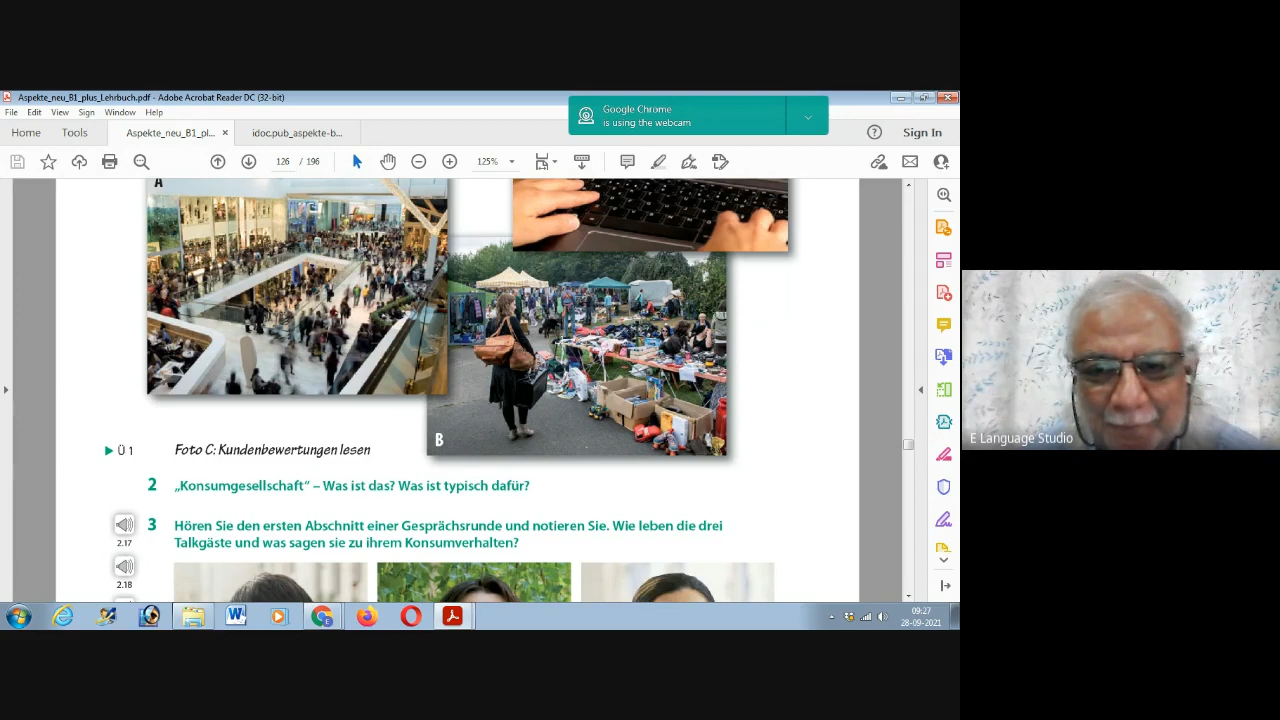 Aspekte_neu_B1_plus_Lehrbuch.pdf - Adobe Acrobat Reader DC (32-bit)
File Edit View Sign Window Help
Google Chrome
is using the webcam
Home Tools Aspekte_neu_B1_pl... × idoc.pub_aspekte-b... Sign In
126 / 196 125%
A
B
Ü 1 Foto C: Kundenbewertungen lesen
2 „Konsumgesellschaft“ – Was ist das? Was ist typisch dafür?
3 Hören Sie den ersten Abschnitt einer Gesprächsrunde und notieren Sie. Wie leben die drei
2.17 Talkgäste und was sagen sie zu ihrem Konsumverhalten?
2.18
E Language Studio
09:27
28-09-2021